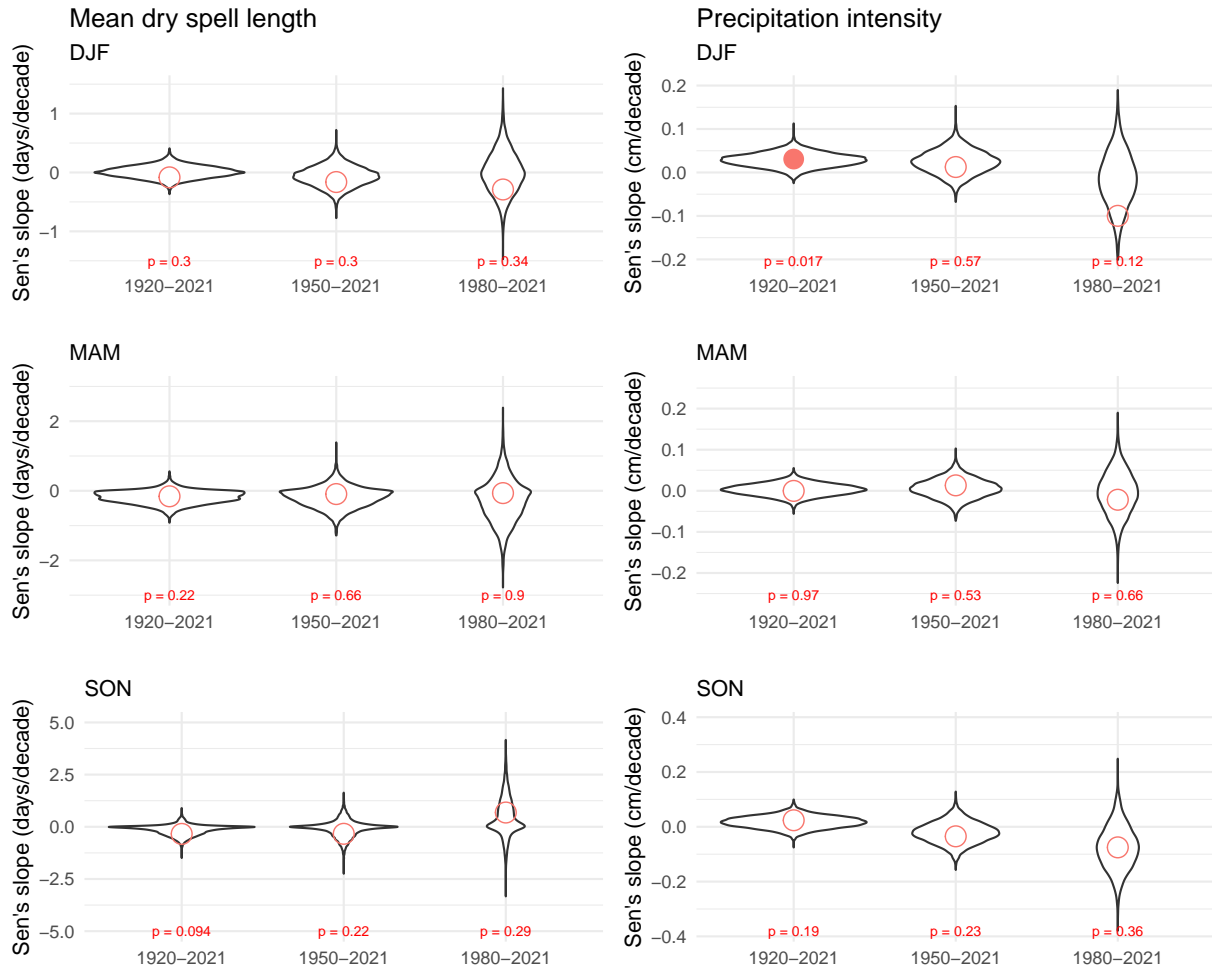 Mean dry spell length
DJF
Sen's slope (days/decade)
1
0
−1
p = 0.3
p = 0.3
p = 0.34
1920−2021
1950−2021
1980−2021
Precipitation intensity
DJF
Sen's slope (cm/decade)
0.2
0.1
0.0
−0.1
−0.2
p = 0.017
p = 0.57
p = 0.12
1920−2021
1950−2021
1980−2021
MAM
Sen's slope (days/decade)
2
0
−2
p = 0.22
p = 0.66
p = 0.9
1920−2021
1950−2021
1980−2021
MAM
Sen's slope (cm/decade)
0.2
0.1
0.0
−0.1
−0.2
p = 0.97
p = 0.53
p = 0.66
1920−2021
1950−2021
1980−2021
SON
Sen's slope (days/decade)
5.0
2.5
0.0
−2.5
−5.0
p = 0.094
p = 0.22
p = 0.29
1920−2021
1950−2021
1980−2021
SON
Sen's slope (cm/decade)
0.4
0.2
0.0
−0.2
−0.4
p = 0.19
p = 0.23
p = 0.36
1920−2021
1950−2021
1980−2021